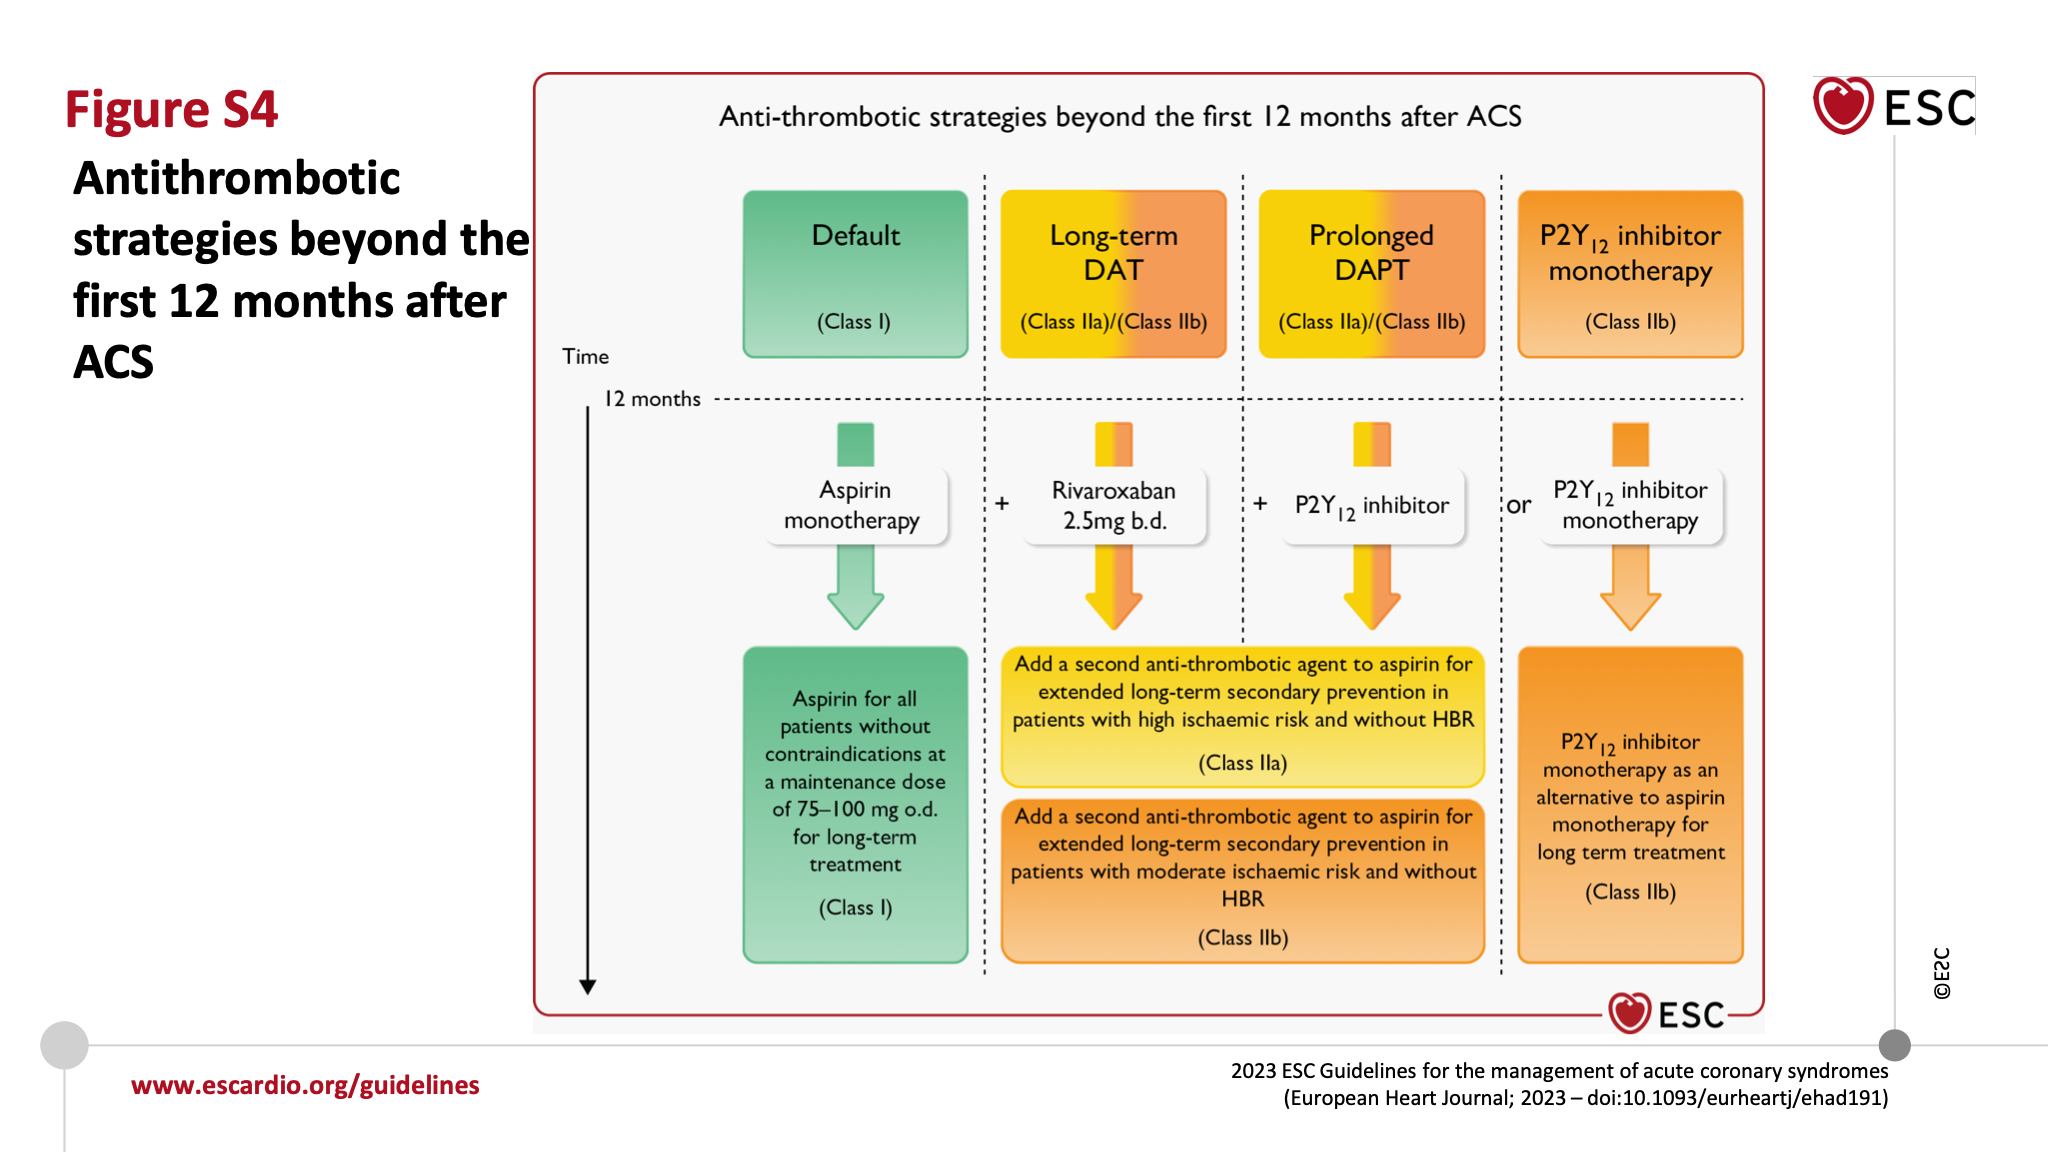 Figure S4
Antithrombotic
strategies beyond the
first 12 months after
ACS
ESC
Anti-thrombotic strategies beyond the first 12 months after ACS
Default
(Class I)
Long-term
DAT
(Class IIa)/(Class IIb)
Prolonged
DAPT
(Class IIa)/(Class IIb)
P2Y12 inhibitor
monotherapy
(Class IIb)
Time
12 months
Aspirin
monotherapy
+
Rivaroxaban
2.5mg b.d.
+
P2Y12 inhibitor
or
P2Y12 inhibitor
monotherapy
Aspirin for all
patients without
contraindications at
a maintenance dose
of 75–100 mg o.d.
for long-term
treatment
(Class I)
Add a second anti-thrombotic agent to aspirin for
extended long-term secondary prevention in
patients with high ischaemic risk and without HBR
(Class IIa)
Add a second anti-thrombotic agent to aspirin for
extended long-term secondary prevention in
patients with moderate ischaemic risk and without
HBR
(Class IIb)
P2Y12 inhibitor
monotherapy as an
alternative to aspirin
monotherapy for
long term treatment
(Class IIb)
ESC
©ESC
www.escardio.org/guidelines
2023 ESC Guidelines for the management of acute coronary syndromes
(European Heart Journal; 2023 – doi:10.1093/eurheartj/ehad191)